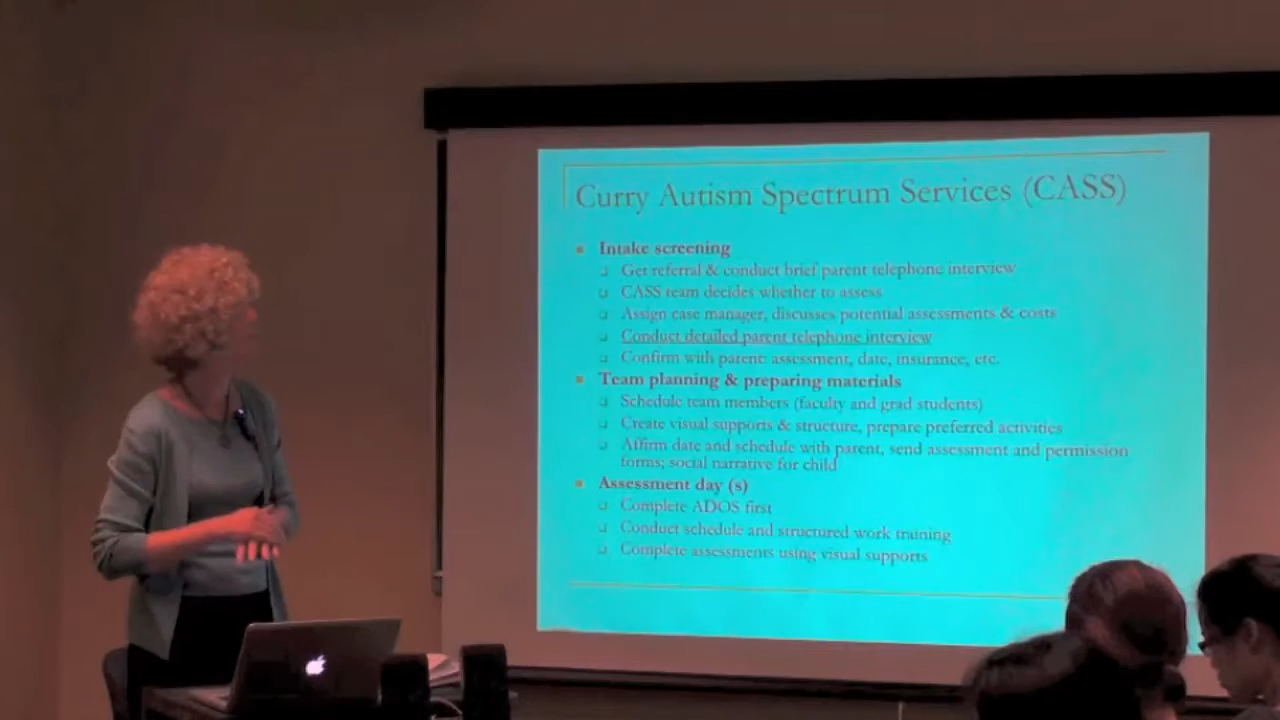 Curry Autism Spectrum Services (CASS)
Intake screening
Get referral & conduct brief parent telephone interview
CASS team decides whether to assess
Assign case manager, discusses potential assessments & costs
Conduct detailed parent telephone interview
Confirm with parent: assessment, date, insurance, etc.
Team planning & preparing materials
Schedule team members (faculty and grad students)
Create visual supports & structure, prepare preferred activities
Affirm date and schedule with parent, send assessment and permission
forms; social narrative for child
Assessment day (s)
Complete ADOS first
Conduct schedule and structured work training
Complete assessments using visual supports